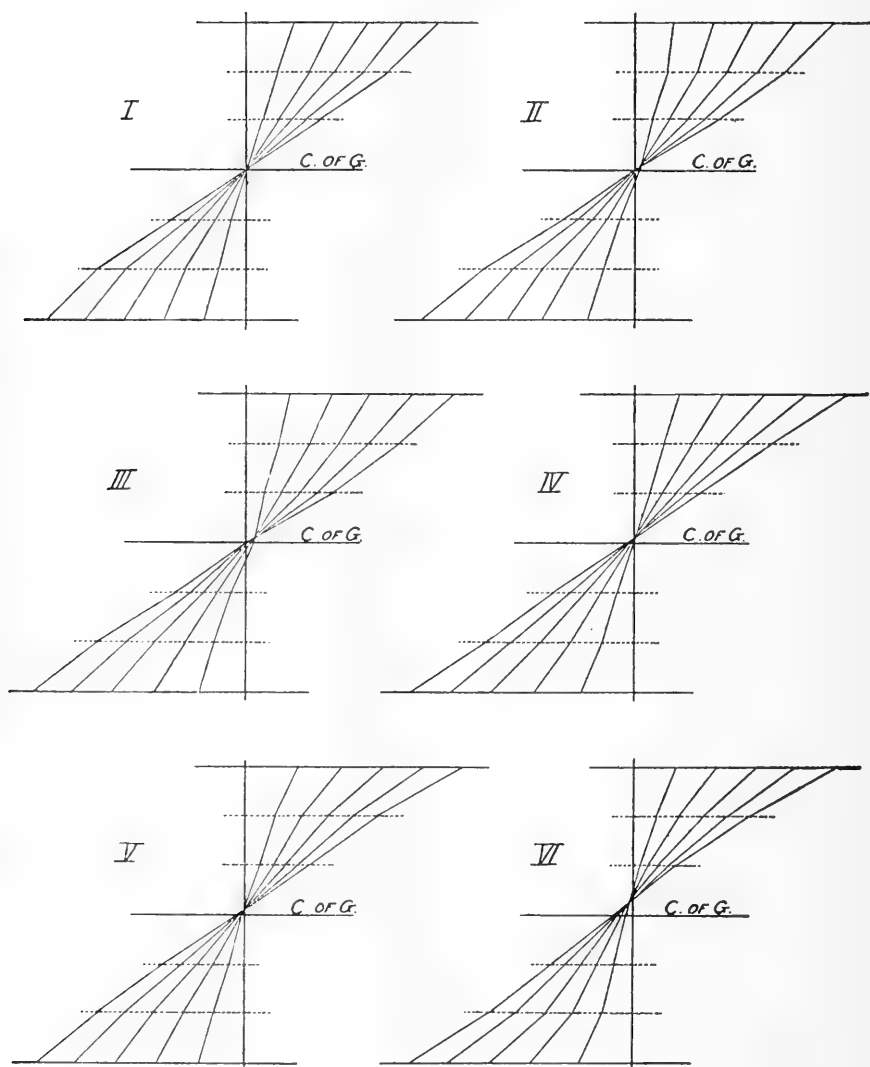 I
C. OF G.
II
C. OF G.
III
C. OF G.
IV
C. OF G.
V
C. OF G.
VI
C. OF G.